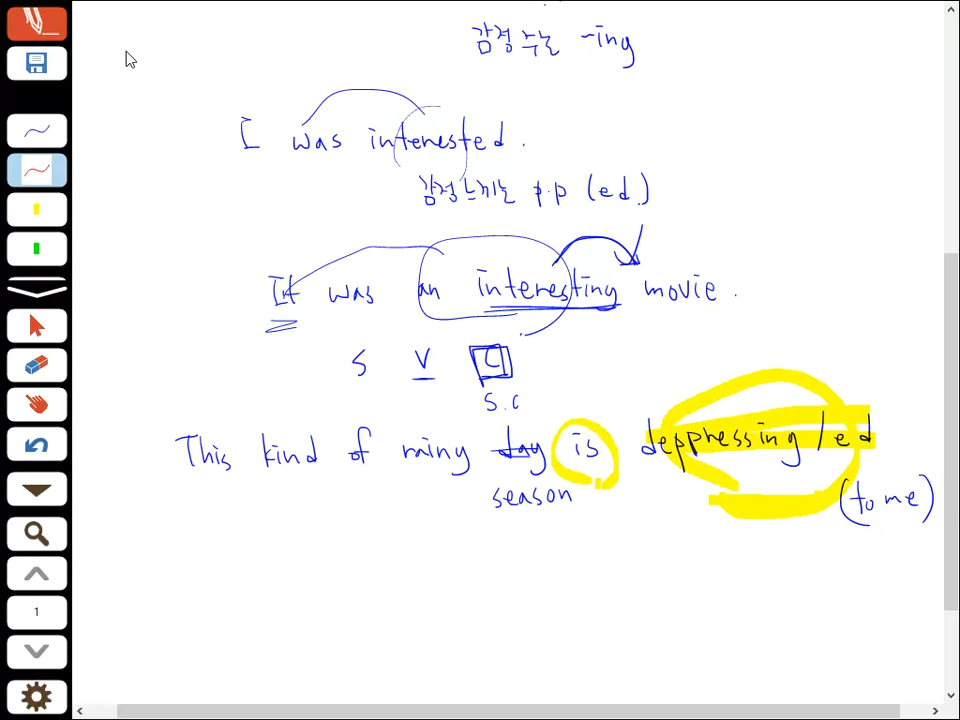 감정 주는 -ing
I was interested.
감정 느끼는 p.p (ed.)
It was an interesting movie.
S V C
S.C
This kind of rainy day is deppressing / ed
season (to me)
1